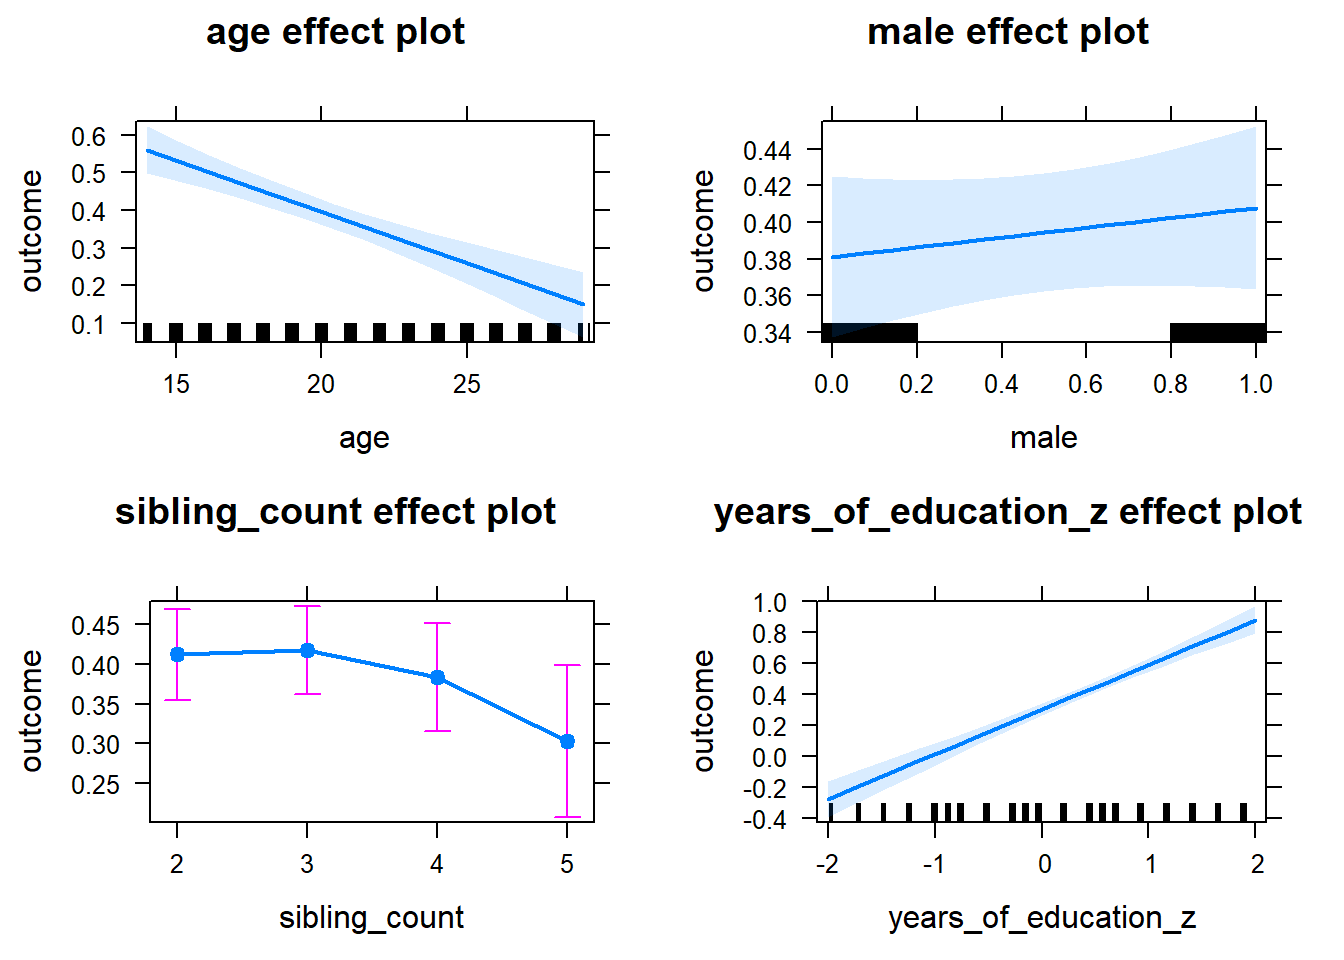 age effect plot
outcome
0.6
0.5
0.4
0.3
0.2
0.1
15 20 25
age
male effect plot
outcome
0.44
0.42
0.40
0.38
0.36
0.34
0.0 0.2 0.4 0.6 0.8 1.0
male
sibling_count effect plot
outcome
0.45
0.40
0.35
0.30
0.25
2 3 4 5
sibling_count
years_of_education_z effect plot
outcome
1.0
0.8
0.6
0.4
0.2
0.0
-0.2
-0.4
-2 -1 0 1 2
years_of_education_z